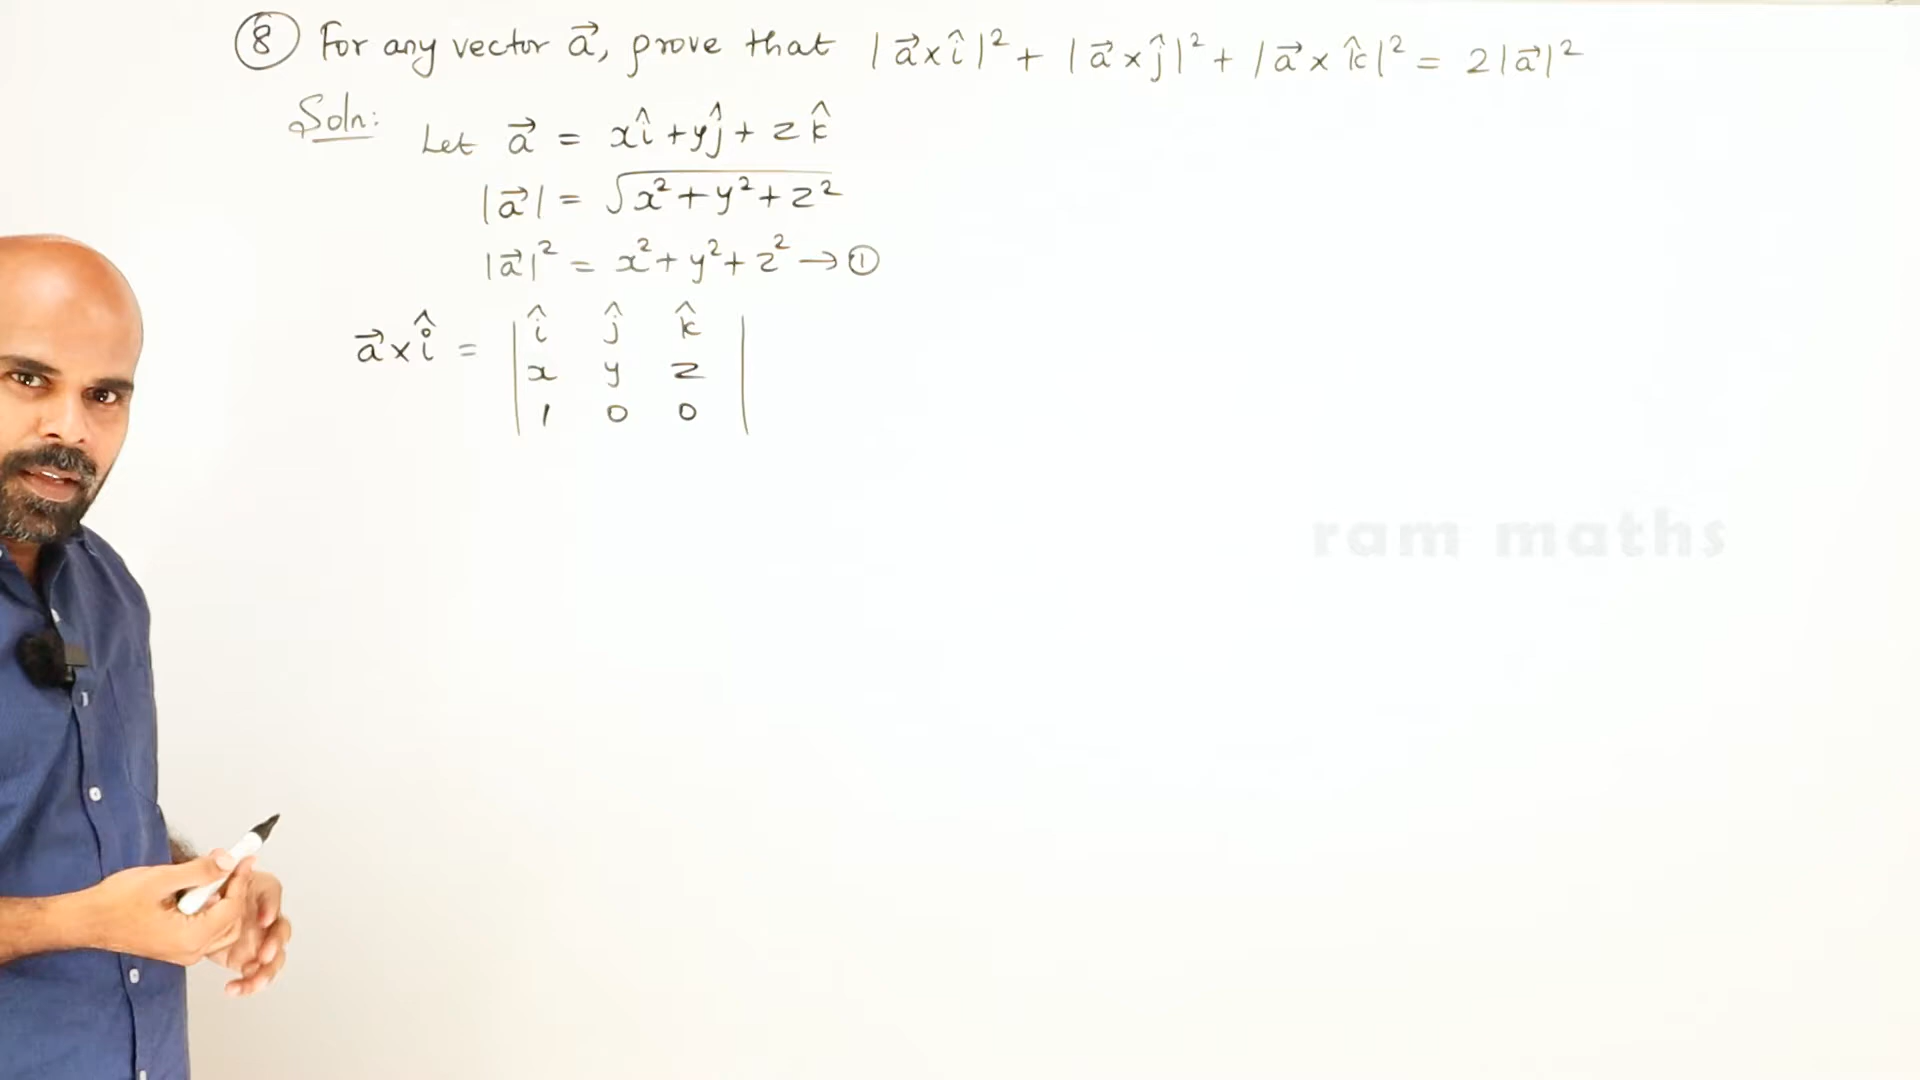 ⑧ For any vector a⃗, prove that |a⃗×î|² + |a⃗×ĵ|² + |a⃗×k̂|² = 2|a⃗|²
Soln:
Let a⃗ = xî+yĵ+zk̂
|a⃗| = √x²+y²+z²
|a⃗|² = x²+y²+z² → ①
a⃗×î = | î ĵ k̂ |
x y z
1 0 0
ram maths